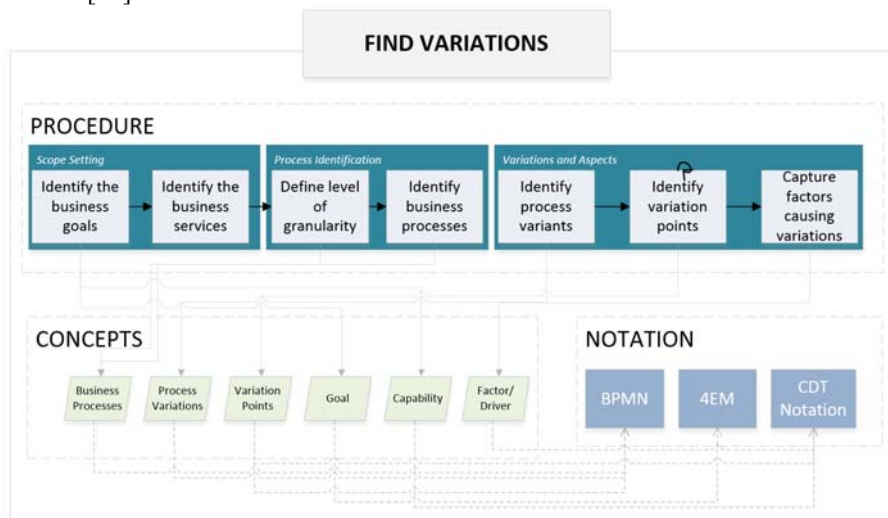 FIND VARIATIONS
PROCEDURE
Scope Setting
Identify the
business
goals
Identify the
business
services
Process Identification
Define level
of
granularity
Identify
business
processes
Variations and Aspects
Identify
process
variants
Identify
variation
points
Capture
factors
causing
variations
CONCEPTS
Business
Processes
Process
Variations
Variation
Points
Goal
Capability
Factor/
Driver
NOTATION
BPMN
4EM
CDT
Notation